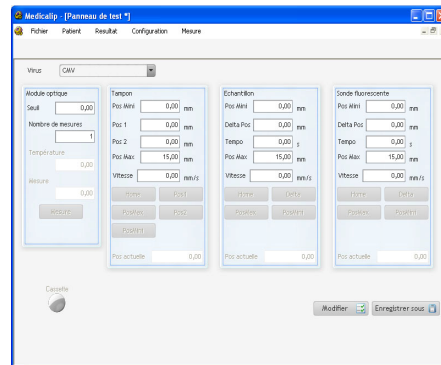 Medicalip - [Panneau de test *]
Fichier Patient Resultat Configuration Mesure
Virus CMV
Module optique
Seuil 0,00
Nombre de mesures
1
Température
0,00
Mesure
0,00
Mesure
Tampon
Pos Mini 0,00 mm
Pos 1 0,00 mm
Pos 2 0,00 mm
Pos Max 15,00 mm
Vitesse 0,00 mm/s
Home Pos1
PosMax Pos2
PosMini
Pos actuelle 0,00
Echantillon
Pos Mini 0,00 mm
Delta Pos 0,00 mm
Tempo 0,00 s
Pos Max 15,00 mm
Vitesse 0,00 mm/s
Home Delta
PosMax PosMini
Pos actuelle 0,00
Sonde fluorescente
Pos Mini 0,00 mm
Delta Pos 0,00 mm
Tempo 0,00 s
Pos Max 15,00 mm
Vitesse 0,00 mm/s
Home Delta
PosMax PosMini
Pos actuelle 0,00
Cassette
Modifier Enregistrer sous